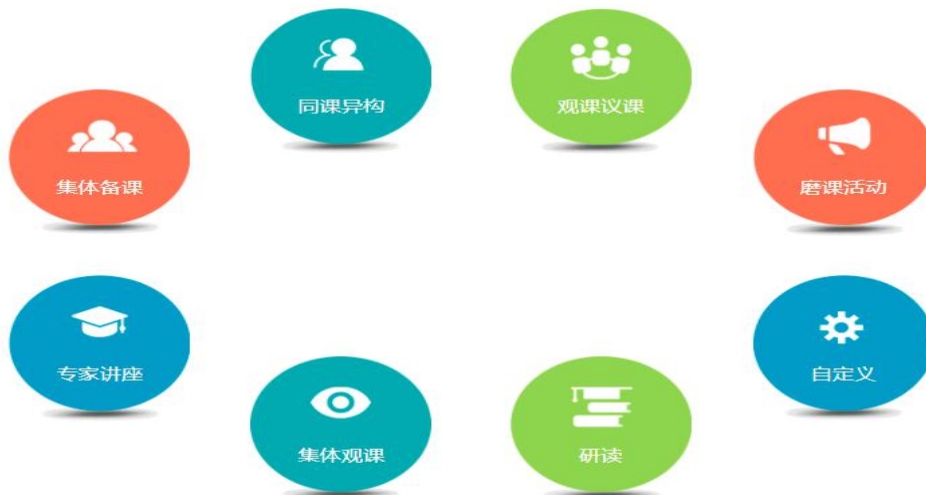 同课异构
观课议课
集体备课
磨课活动
专家讲座
自定义
集体观课
研读